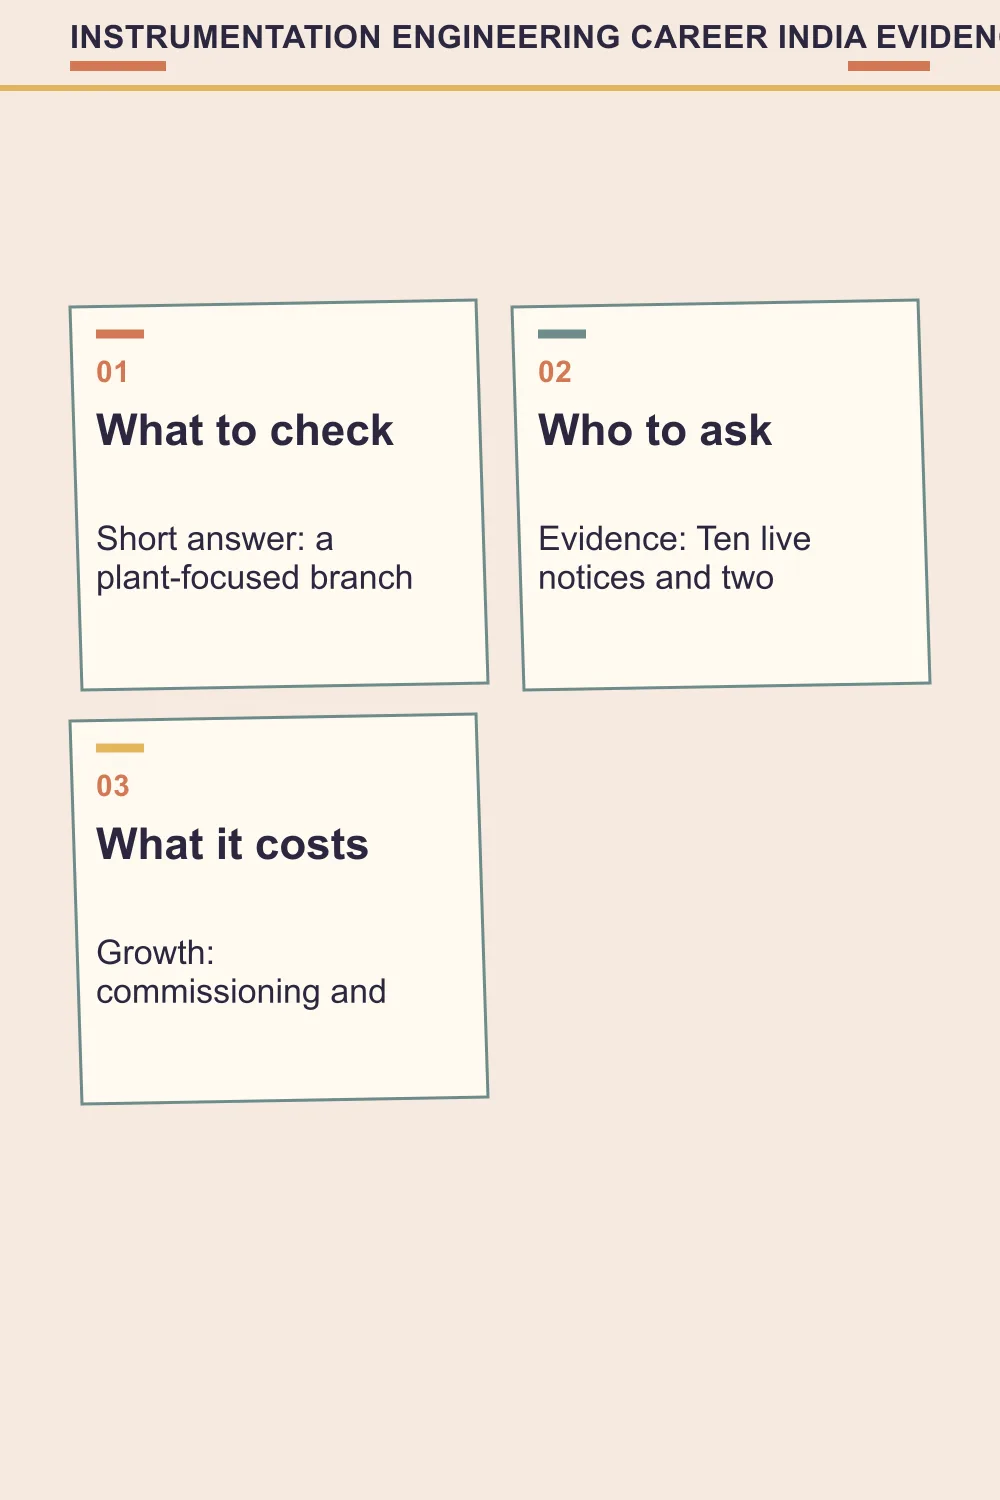 INSTRUMENTATION ENGINEERING CAREER INDIA
01
What to check
Short answer: a
plant-focused branch
02
Who to ask
Evidence: Ten live
notices and two
03
What it costs
Growth:
commissioning and